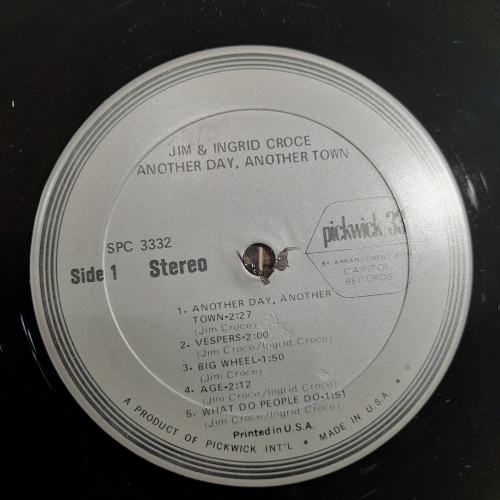 JIM & INGRID CROCE
ANOTHER DAY, ANOTHER TOWN
pickwick/33
BY ARRANGEMENT WITH
CAPITOL
RECORDS
SPC 3332
Side 1 Stereo
1. ANOTHER DAY, ANOTHER
TOWN-2:27
(Jim Croce)
2. VESPERS-2:00
(Jim Croce/Ingrid Croce)
3. BIG WHEEL-1:50
(Jim Croce)
4. AGE-2:12
(Jim Croce/Ingrid Croce)
5. WHAT DO PEOPLE DO-1:51
(Jim Croce/Ingrid Croce)
Printed in U.S.A.
A PRODUCT OF PICKWICK INT'L • MADE IN U.S.A. • ®